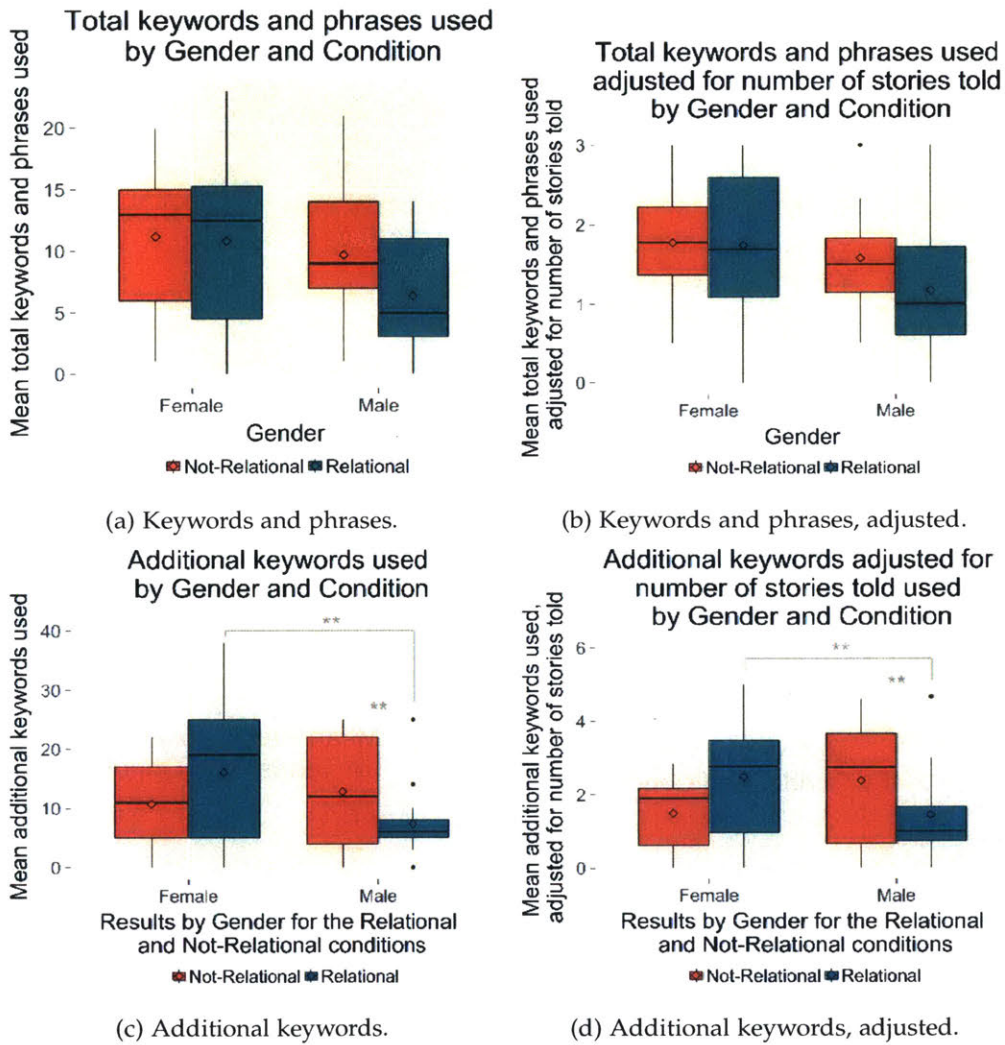 Total keywords and phrases used
by Gender and Condition
Mean total keywords and phrases used
20
15
10
5
0
Female
Male
Gender
Not-Relational
Relational
(a) Keywords and phrases.
Total keywords and phrases used
adjusted for number of stories told
by Gender and Condition
Mean total keywords and phrases used,
adjusted for number of stories told
3
2
1
0
Female
Male
Gender
Not-Relational
Relational
(b) Keywords and phrases, adjusted.
Additional keywords used
by Gender and Condition
Mean additional keywords used
40
30
20
10
0
**
**
Female
Male
Results by Gender for the Relational
and Not-Relational conditions
Not-Relational
Relational
(c) Additional keywords.
Additional keywords adjusted for
number of stories told used
by Gender and Condition
Mean additional keywords used,
adjusted for number of stories told
6
4
2
0
**
**
Female
Male
Results by Gender for the Relational
and Not-Relational conditions
Not-Relational
Relational
(d) Additional keywords, adjusted.